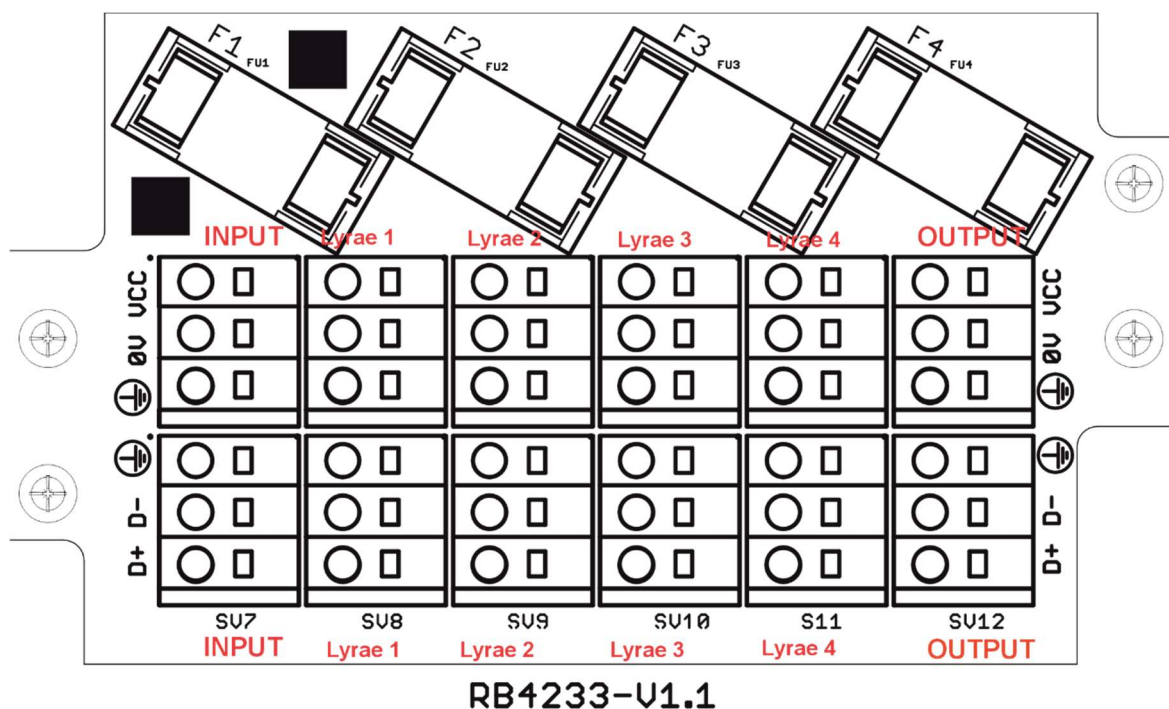 F1 F2 F3 F4
FU1 FU2 FU3 FU4
INPUT Lyrae 1 Lyrae 2 Lyrae 3 Lyrae 4 OUTPUT
VCC VCC
0V 0V
D- D-
D+ D+
SV7 SV8 SV9 SV10 S11 SV12
INPUT Lyrae 1 Lyrae 2 Lyrae 3 Lyrae 4 OUTPUT
RB4233-V1.1